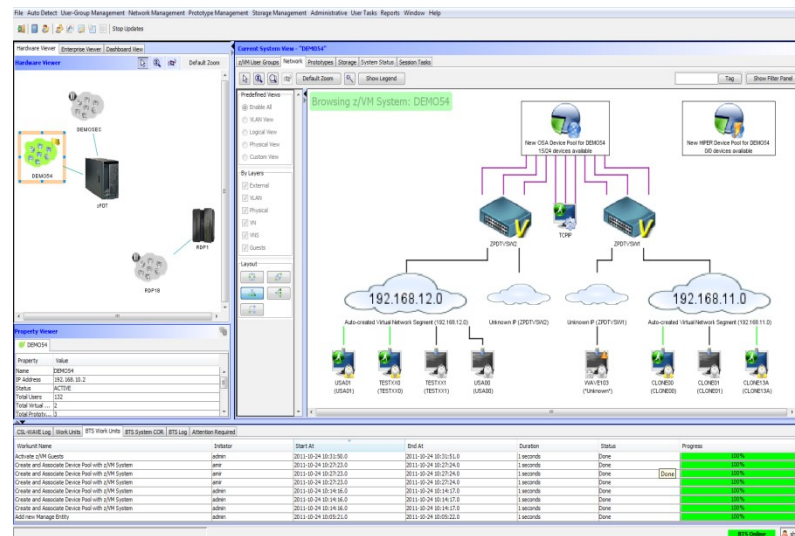 File Auto Detect User-Group Management Network Management Prototype Management Storage Management Administrative User Tasks Reports Window Help
Stop Updates
Hardware Viewer Enterprise Viewer Dashboard View
Hardware Viewer
Default Zoom
DEMOSES
DEMO54
zPDT
RDP1
RDP18
Property Viewer
DEMO54
Property Value
Name DEMO54
IP Address 192.168.10.2
Status ACTIVE
Total Users 132
Total Virtual ... 2
Total Prototy... 3
Current System View - "DEMO54"
z/VM User Groups Network Prototypes Storage System Status Session Tasks
Default Zoom Show Legend Tag Show Filter Panel
Predefined Views
Enable All
VLAN View
Logical View
Physical View
Custom View
By Layers
External
VLAN
Physical
VN
VNS
Guests
Layout
Browsing z/VM System: DEMO54
New OSA Device Pool for DEMO54
15/24 devices available
New HIPER Device Pool for DEMO54
0/0 devices available
ZPDTVSW2
TCPIP
ZPDTVSW1
192.168.12.0
192.168.11.0
Auto-created Virtual Network Segment (192.168.12.0)
Unknown IP (ZPDTVSW2)
Unknown IP (ZPDTVSW1)
Auto-created Virtual Network Segment (192.168.11.0)
USA01 TESTXX0 TESTXX1 USA00 WAVE103 CLONE00 CLONE01 CLONE13A
(USA01) (TESTXX0) (TESTXX1) (USA00) (*Unknown*) (CLONE00) (CLONE01) (CLONE13A)
CSL-WAVE Log Work Units BTS Work Units BTS System COR BTS Log Attention Required
Workunit Name Initiator Start At End At Duration Status Progress
Activate z/VM Guests admin 2011-10-24 10:31:50.0 2011-10-24 10:31:51.0 1 seconds Done 100%
Create and Associate Device Pool with z/VM System amir 2011-10-24 10:27:23.0 2011-10-24 10:27:24.0 1 seconds Done 100%
Create and Associate Device Pool with z/VM System amir 2011-10-24 10:27:23.0 2011-10-24 10:27:24.0 1 seconds Done Done 100%
Create and Associate Device Pool with z/VM System amir 2011-10-24 10:27:23.0 2011-10-24 10:27:24.0 1 seconds Done 100%
Create and Associate Device Pool with z/VM System admin 2011-10-24 10:14:16.0 2011-10-24 10:14:17.0 1 seconds Done 100%
Create and Associate Device Pool with z/VM System admin 2011-10-24 10:14:16.0 2011-10-24 10:14:17.0 1 seconds Done 100%
Create and Associate Device Pool with z/VM System admin 2011-10-24 10:14:16.0 2011-10-24 10:14:17.0 1 seconds Done 100%
Add new Manage Entity admin 2011-10-24 10:05:21.0 2011-10-24 10:05:22.0 1 seconds Done 100%
BTS Online